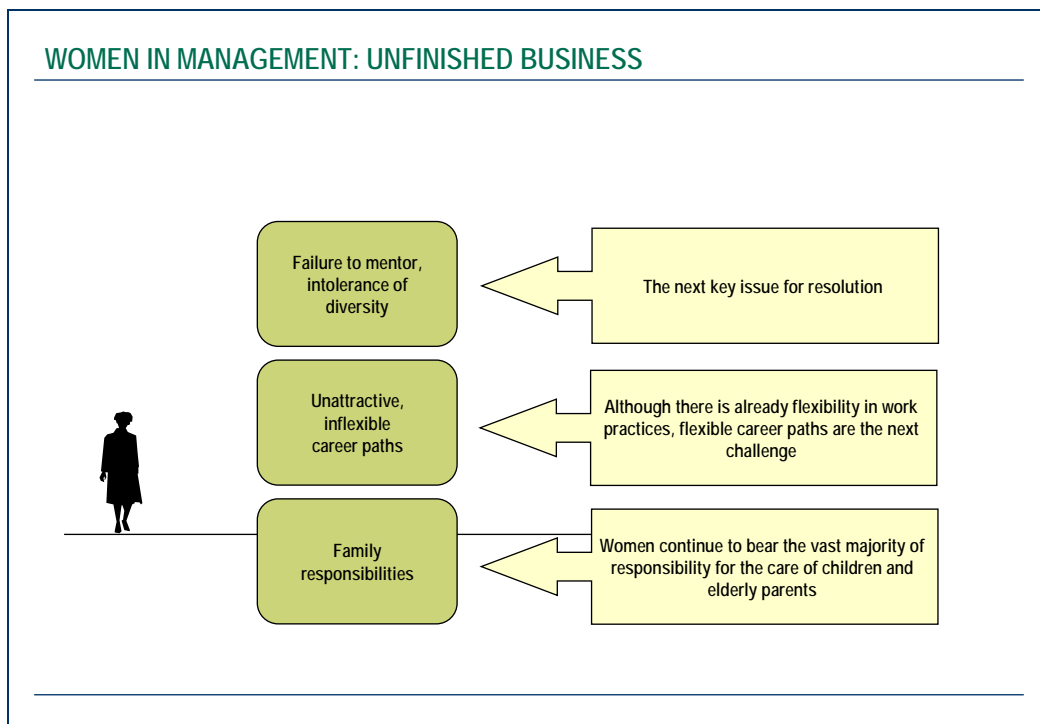 WOMEN IN MANAGEMENT: UNFINISHED BUSINESS
Failure to mentor,
intolerance of
diversity
The next key issue for resolution
Unattractive,
inflexible
career paths
Although there is already flexibility in work
practices, flexible career paths are the next
challenge
Family
responsibilities
Women continue to bear the vast majority of
responsibility for the care of children and
elderly parents